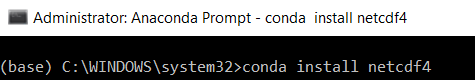 Administrator: Anaconda Prompt - conda  install netcdf4
(base) C:\WINDOWS\system32>conda install netcdf4